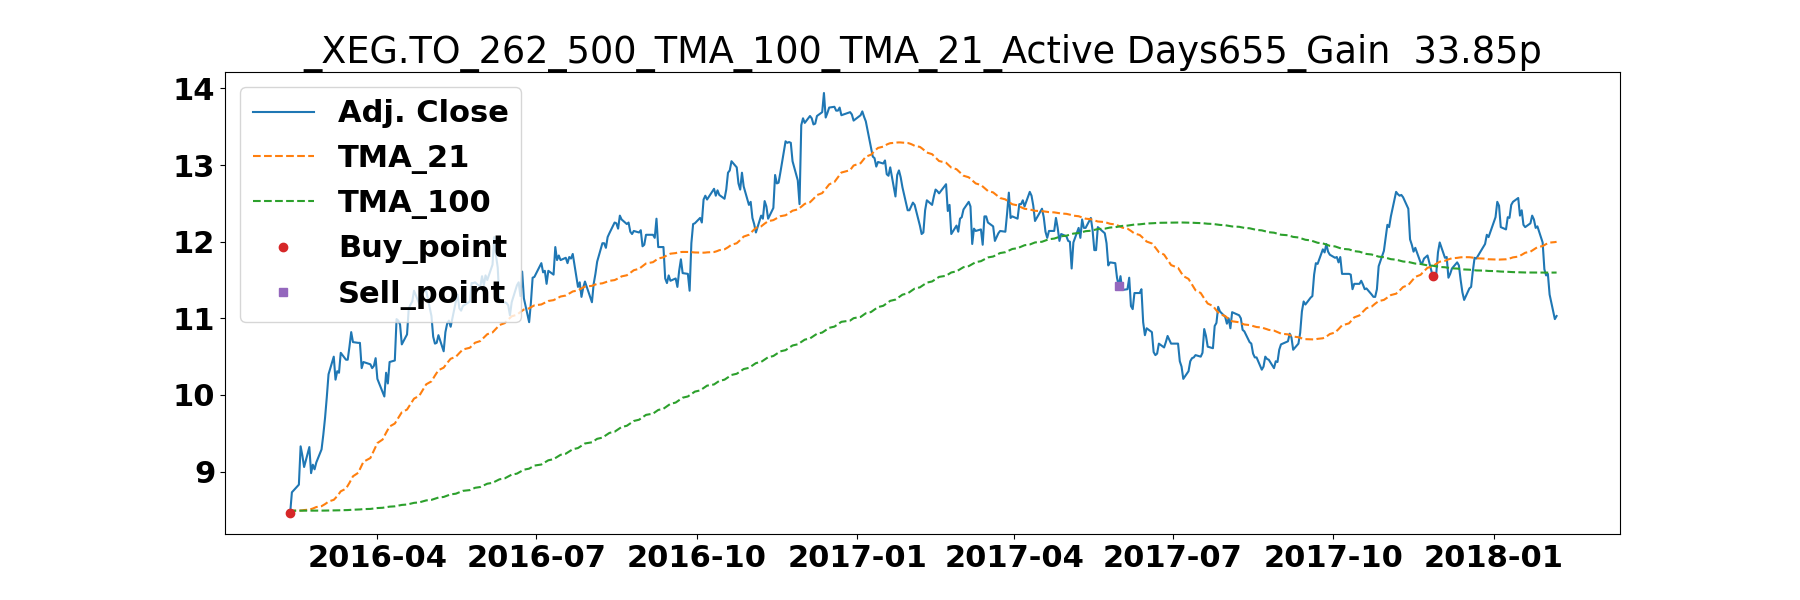 _XEG.TO_262_500_TMA_100_TMA_21_Active Days655_Gain  33.85p
14
13
12
11
10
9
Adj. Close
TMA_21
TMA_100
Buy_point
Sell_point
2016-04 2016-07 2016-10 2017-01 2017-04 2017-07 2017-10 2018-01